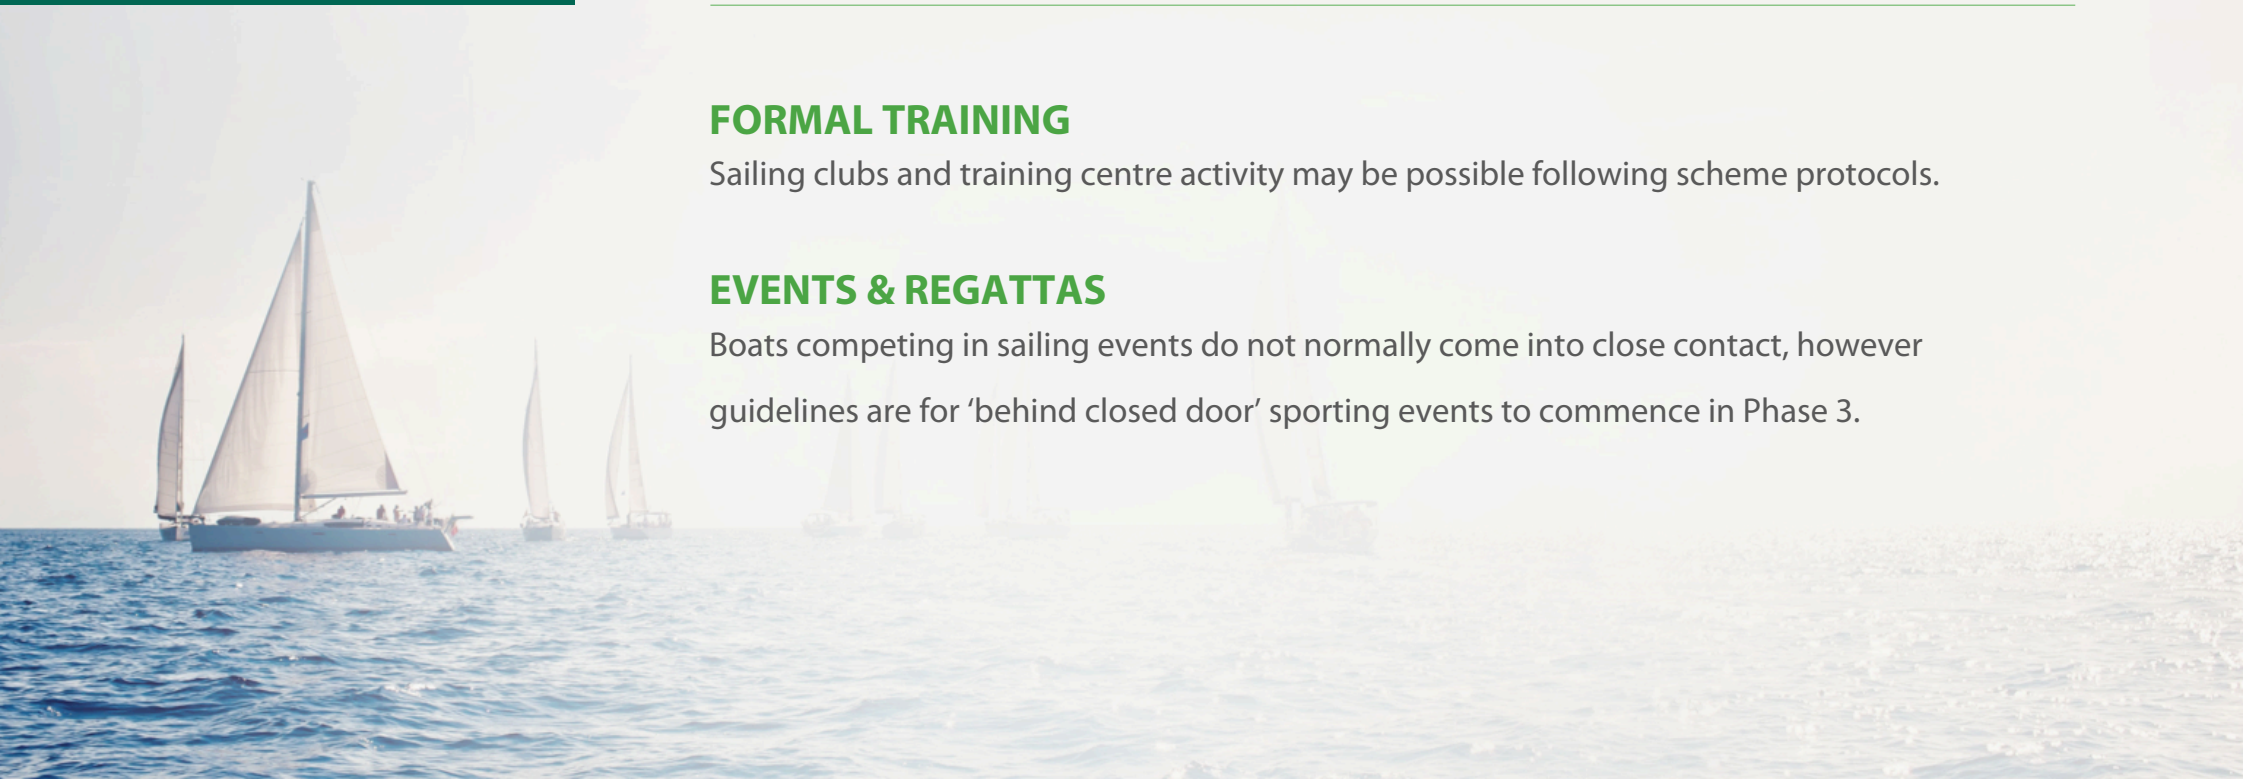 FORMAL TRAINING
Sailing clubs and training centre activity may be possible following scheme protocols.
EVENTS & REGATTAS
Boats competing in sailing events do not normally come into close contact, however
guidelines are for ‘behind closed door’ sporting events to commence in Phase 3.